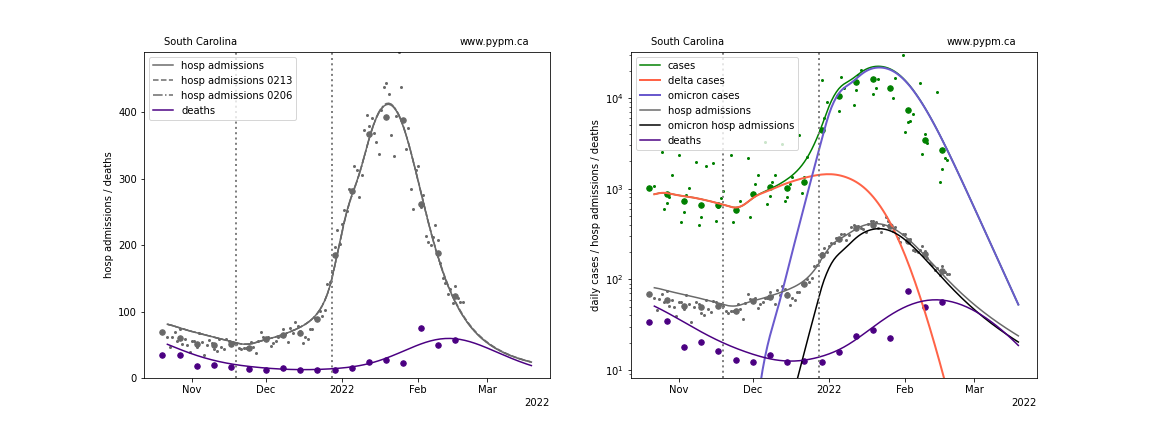 South Carolina
www.pypm.ca
hosp admissions
hosp admissions 0213
hosp admissions 0206
deaths
hosp admissions / deaths
400
300
200
100
0
Nov
Dec
2022
Feb
Mar
2022
South Carolina
www.pypm.ca
cases
delta cases
omicron cases
hosp admissions
omicron hosp admissions
deaths
daily cases / hosp admissions / deaths
10⁴
10³
10²
10¹
Nov
Dec
2022
Feb
Mar
2022